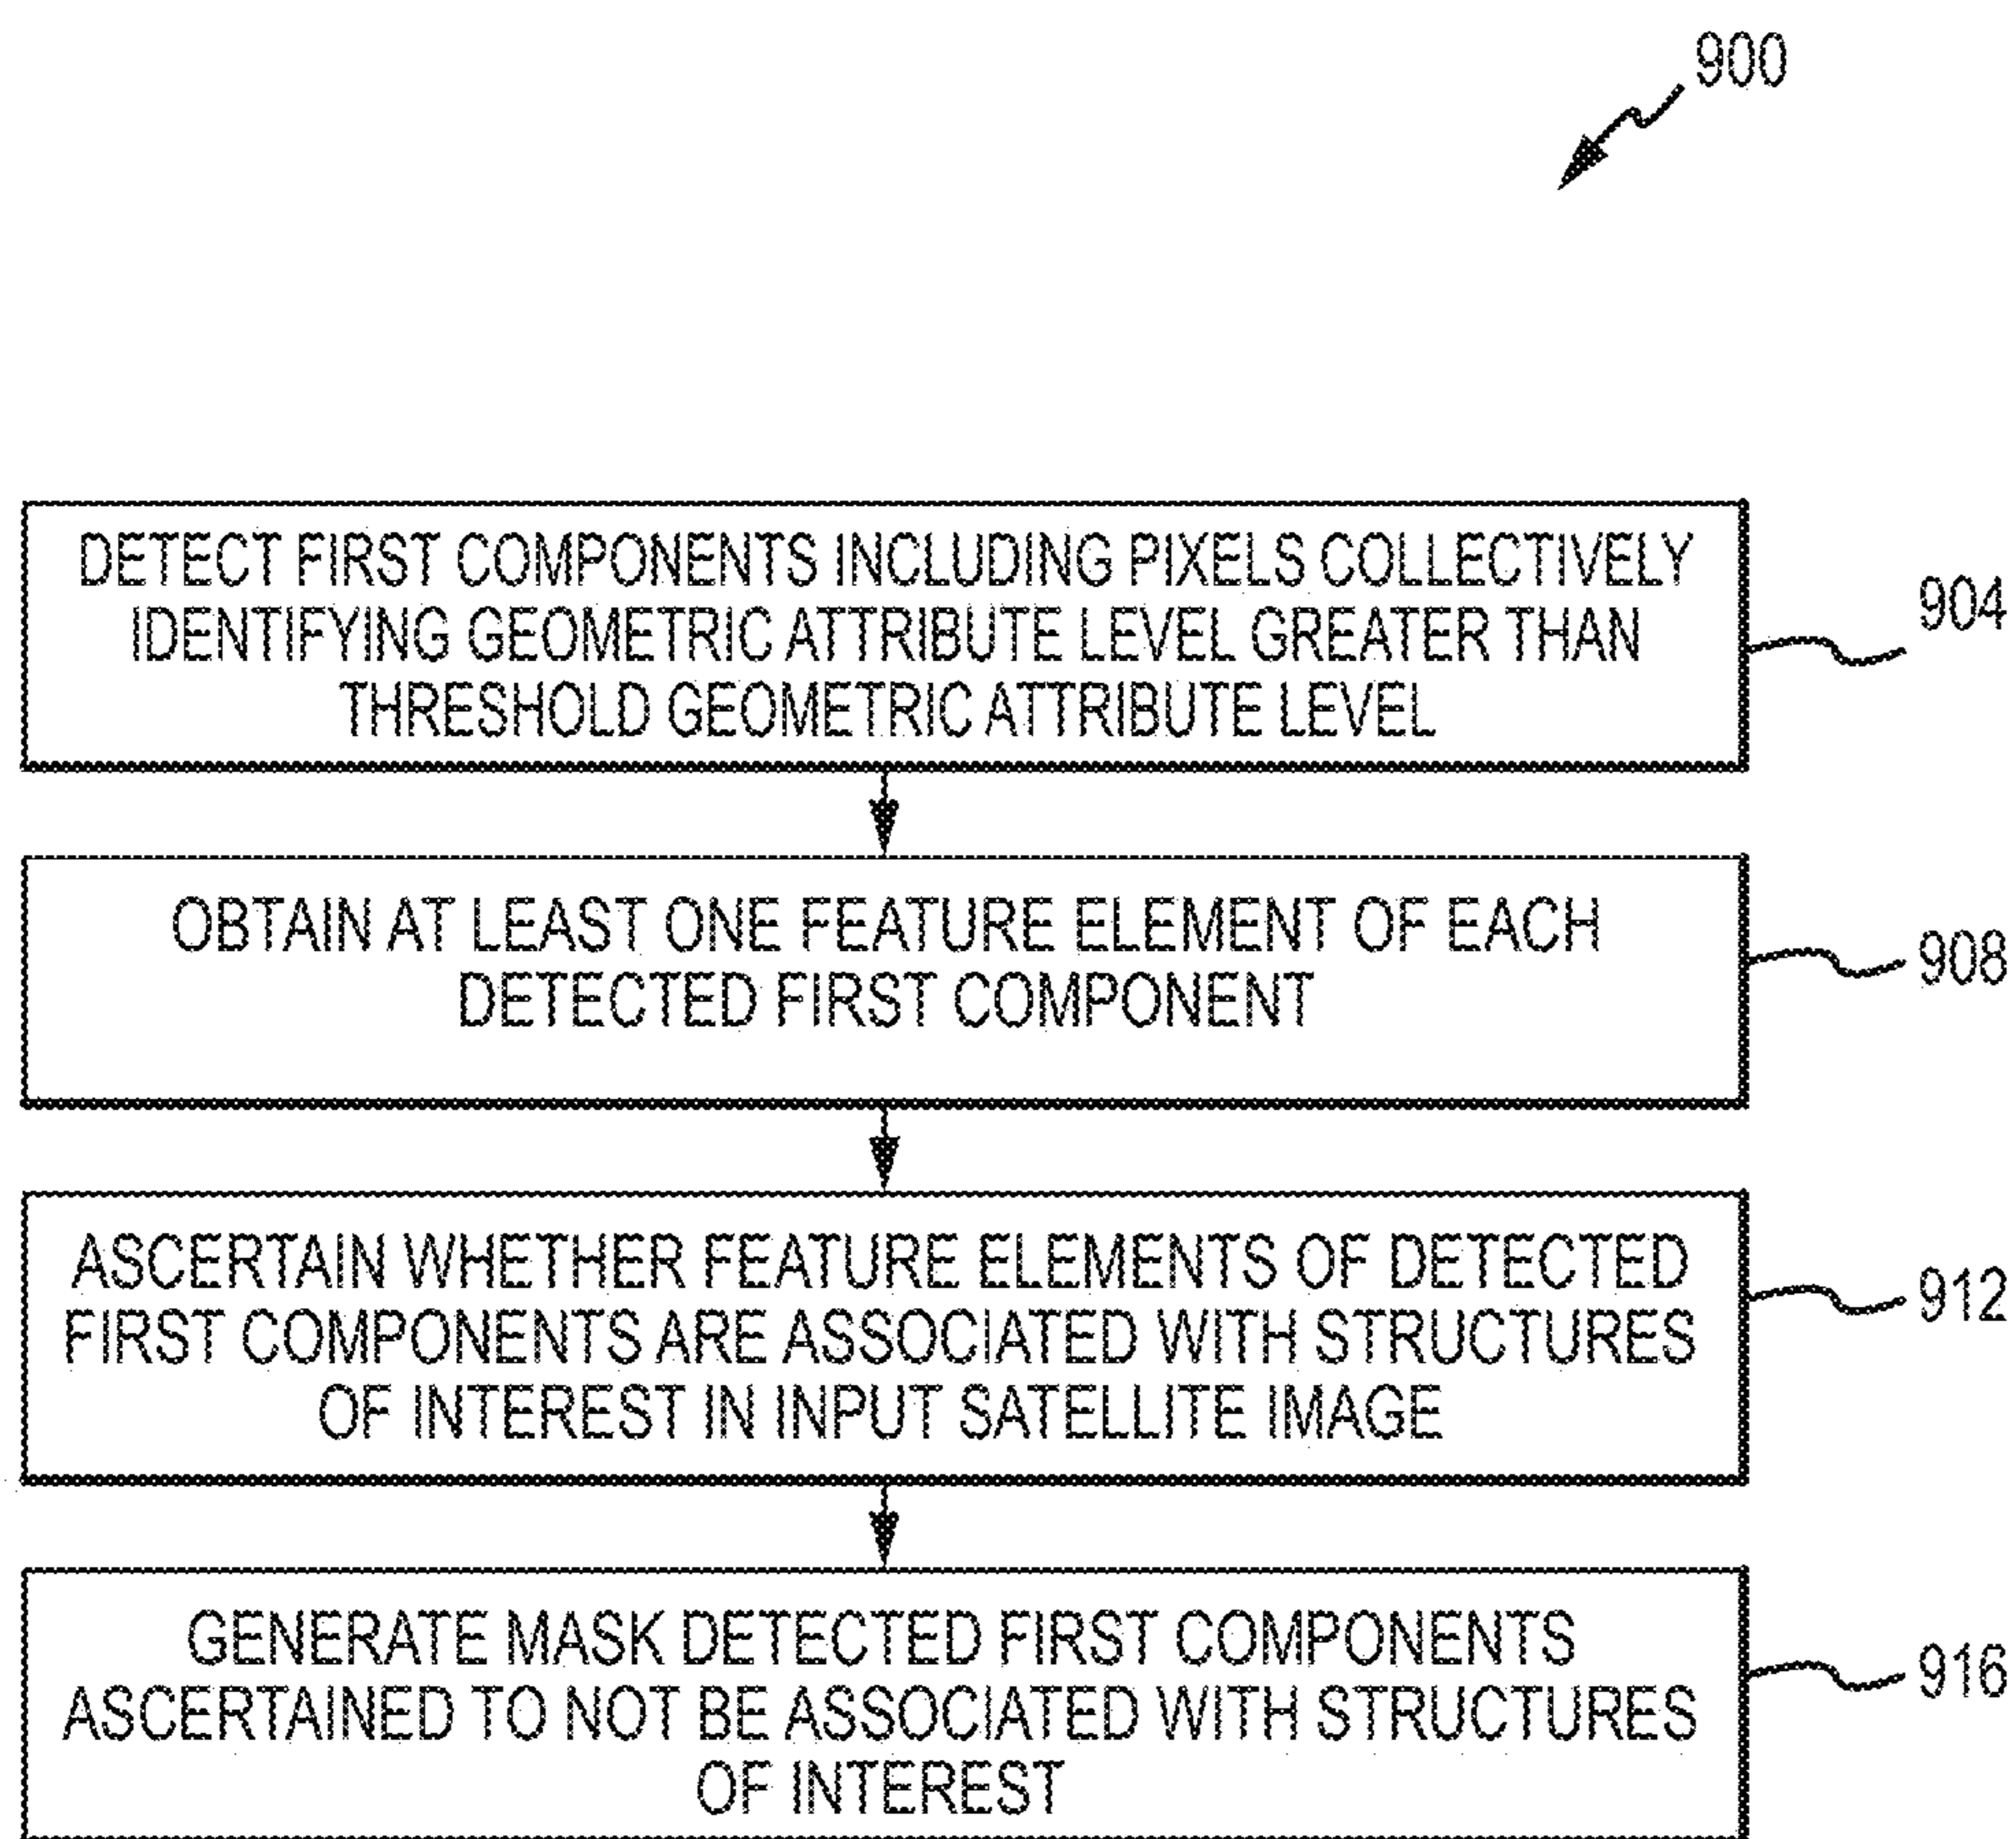 900
DETECT FIRST COMPONENTS INCLUDING PIXELS COLLECTIVELY
IDENTIFYING GEOMETRIC ATTRIBUTE LEVEL GREATER THAN
THRESHOLD GEOMETRIC ATTRIBUTE LEVEL
904
OBTAIN AT LEAST ONE FEATURE ELEMENT OF EACH
DETECTED FIRST COMPONENT
908
ASCERTAIN WHETHER FEATURE ELEMENTS OF DETECTED
FIRST COMPONENTS ARE ASSOCIATED WITH STRUCTURES
OF INTEREST IN INPUT SATELLITE IMAGE
912
GENERATE MASK DETECTED FIRST COMPONENTS
ASCERTAINED TO NOT BE ASSOCIATED WITH STRUCTURES
OF INTEREST
916